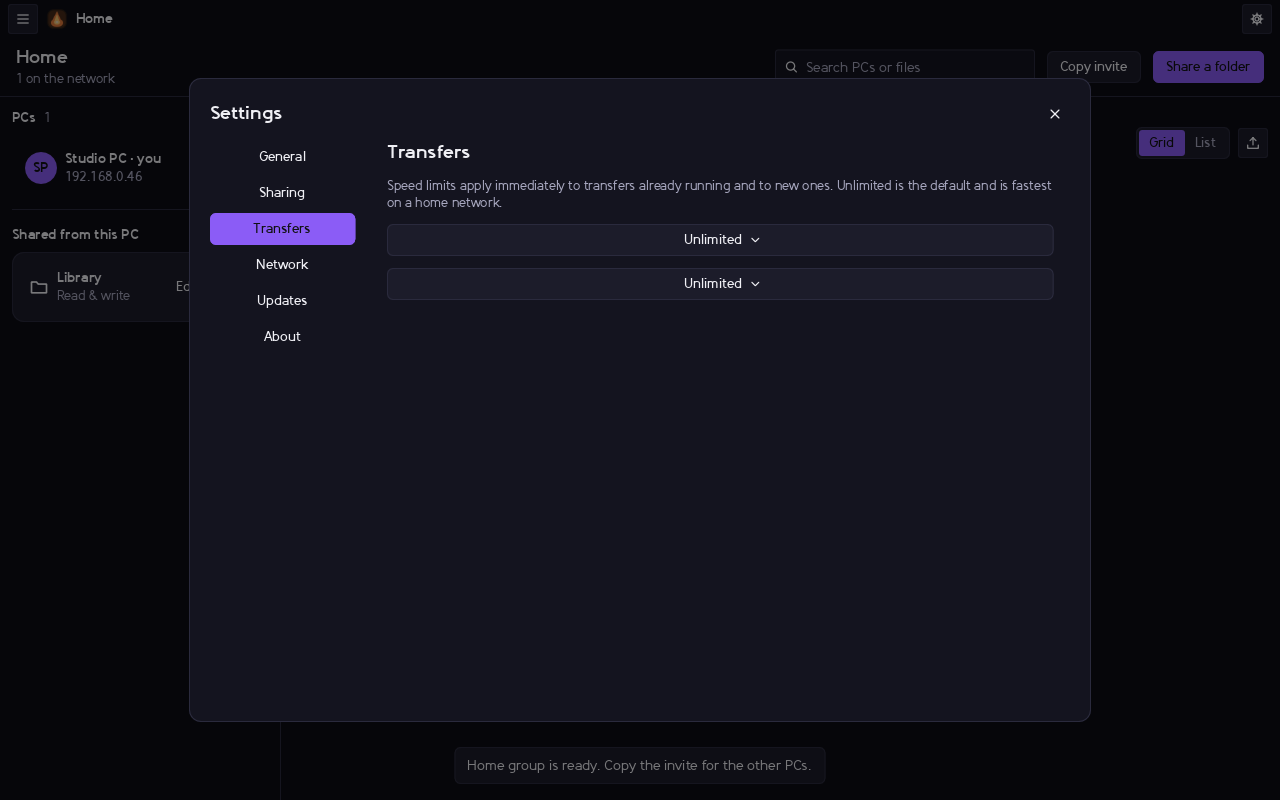 Home
Home
1 on the network
Search PCs or files
Copy invite
Share a folder
PCs 1
SP
Studio PC · you
192.168.0.46
Shared from this PC
Library
Read & write
Grid
List
Settings
General
Sharing
Transfers
Network
Updates
About
Transfers
Speed limits apply immediately to transfers already running and to new ones. Unlimited is the default and is fastest
on a home network.
Unlimited
Unlimited
Home group is ready. Copy the invite for the other PCs.